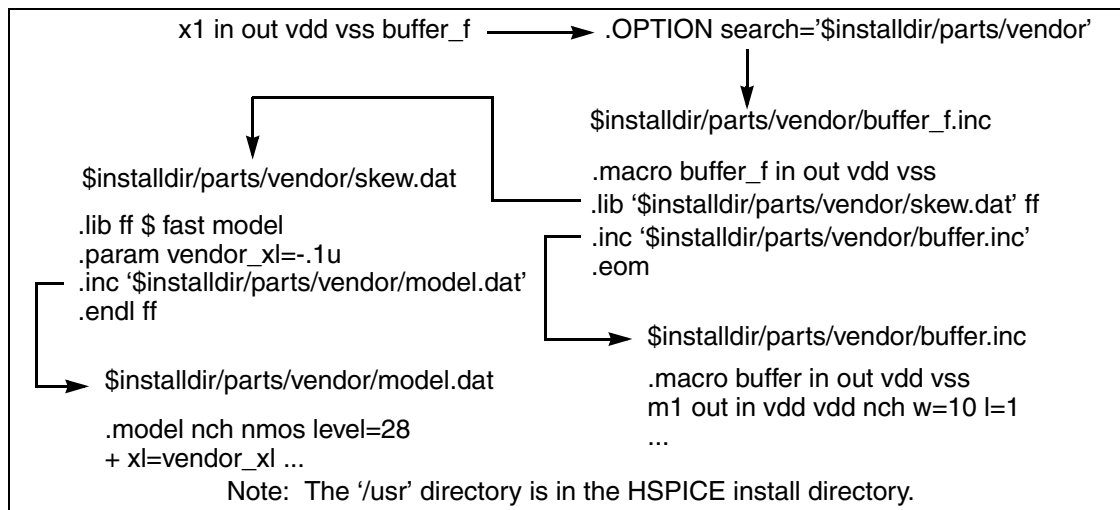 x1 in out vdd vss buffer_f
.OPTION search='$installdir/parts/vendor'
$installdir/parts/vendor/buffer_f.inc
.macro buffer_f in out vdd vss
.lib ‘$installdir/parts/vendor/skew.dat’ ff
.inc ‘$installdir/parts/vendor/buffer.inc’
.eom
$installdir/parts/vendor/skew.dat
.lib ff $ fast model
.param vendor_xl=-.1u
.inc ‘$installdir/parts/vendor/model.dat’
.endl ff
$installdir/parts/vendor/model.dat
.model nch nmos level=28
+ xl=vendor_xl ...
$installdir/parts/vendor/buffer.inc
.macro buffer in out vdd vss
m1 out in vdd vdd nch w=10 l=1
...
Note: The ‘/usr’ directory is in the HSPICE install directory.